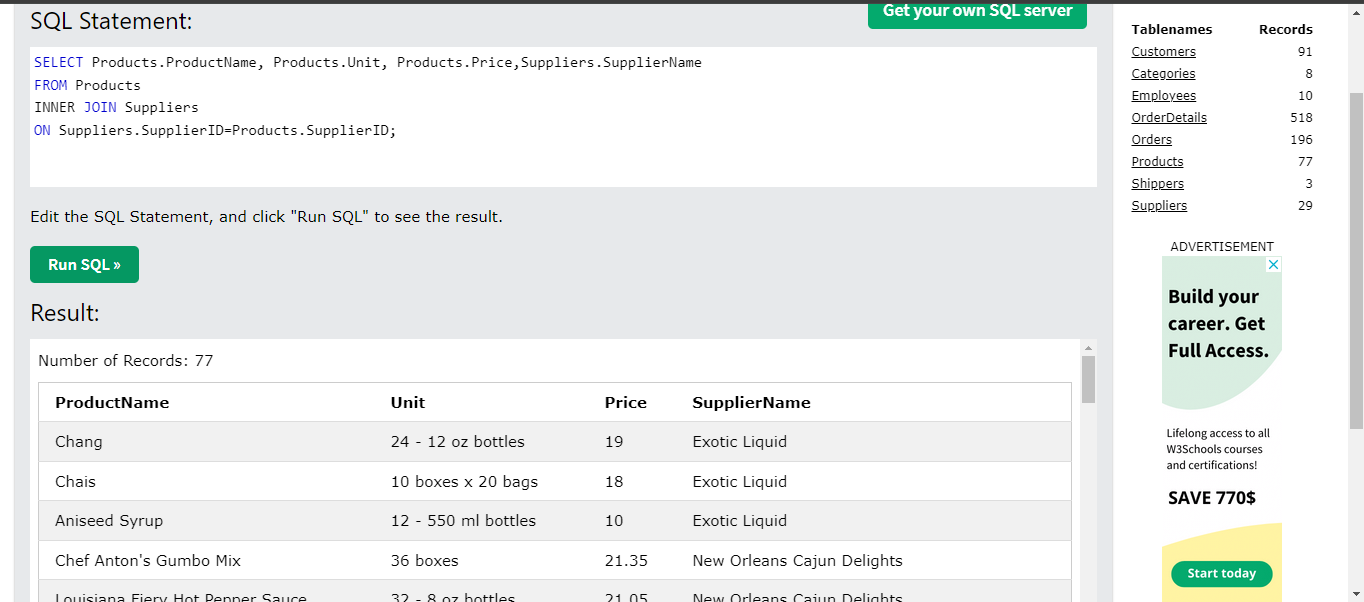 SQL Statement:
Get your own SQL server
SELECT Products.ProductName, Products.Unit, Products.Price,Suppliers.SupplierName
FROM Products
INNER JOIN Suppliers
ON Suppliers.SupplierID=Products.SupplierID;
Edit the SQL Statement, and click "Run SQL" to see the result.
Run SQL »
Result:
Number of Records: 77
ProductName Unit Price SupplierName
Chang 24 - 12 oz bottles 19 Exotic Liquid
Chais 10 boxes x 20 bags 18 Exotic Liquid
Aniseed Syrup 12 - 550 ml bottles 10 Exotic Liquid
Chef Anton's Gumbo Mix 36 boxes 21.35 New Orleans Cajun Delights
Louisiana Fiery Hot Pepper Sauce 32 - 8 oz bottles 21.05 New Orleans Cajun Delights
Tablenames Records
Customers 91
Categories 8
Employees 10
OrderDetails 518
Orders 196
Products 77
Shippers 3
Suppliers 29
ADVERTISEMENT
Build your
career. Get
Full Access.
Lifelong access to all
W3Schools courses
and certifications!
SAVE 770$
Start today